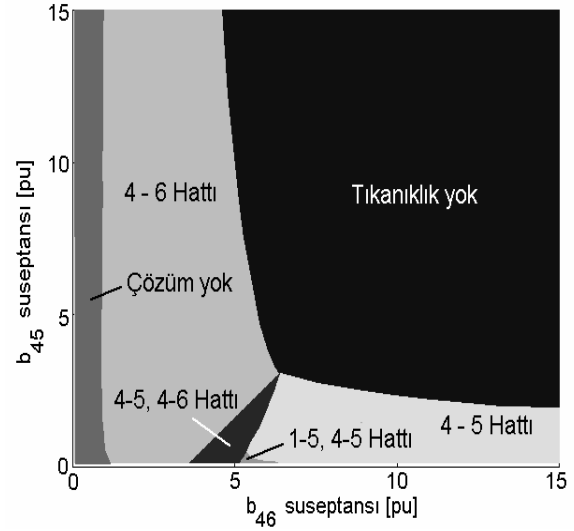 15
10
5
0
b45 suseptansı [pu]
4 - 6 Hattı
Tıkanıklık yok
Çözüm yok
4-5, 4-6 Hattı
1-5, 4-5 Hattı
4 - 5 Hattı
0
5
10
15
b46 suseptansı [pu]